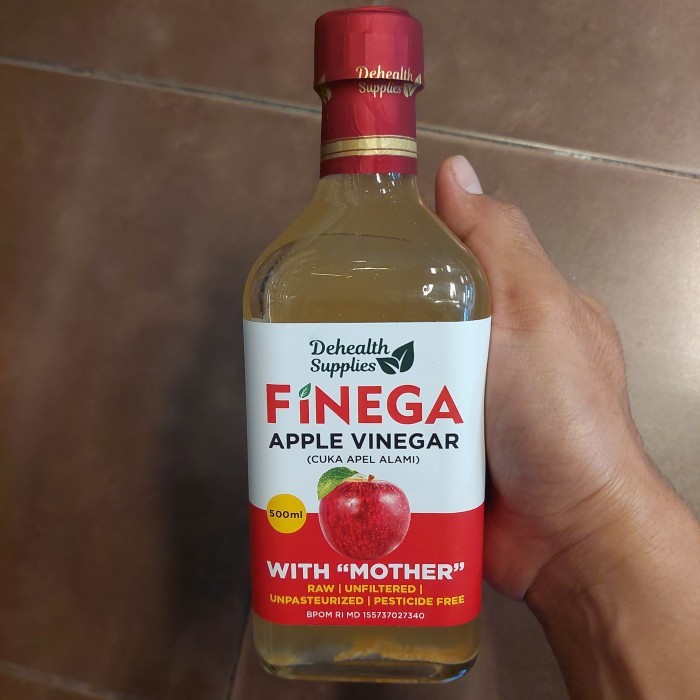 Dehealth
Supplies
Dehealth
Supplies
FiNEGA
APPLE VINEGAR
(CUKA APEL ALAMI)
500ml
WITH “MOTHER”
RAW | UNFILTERED |
UNPASTEURIZED | PESTICIDE FREE
BPOM RI MD 155737027340